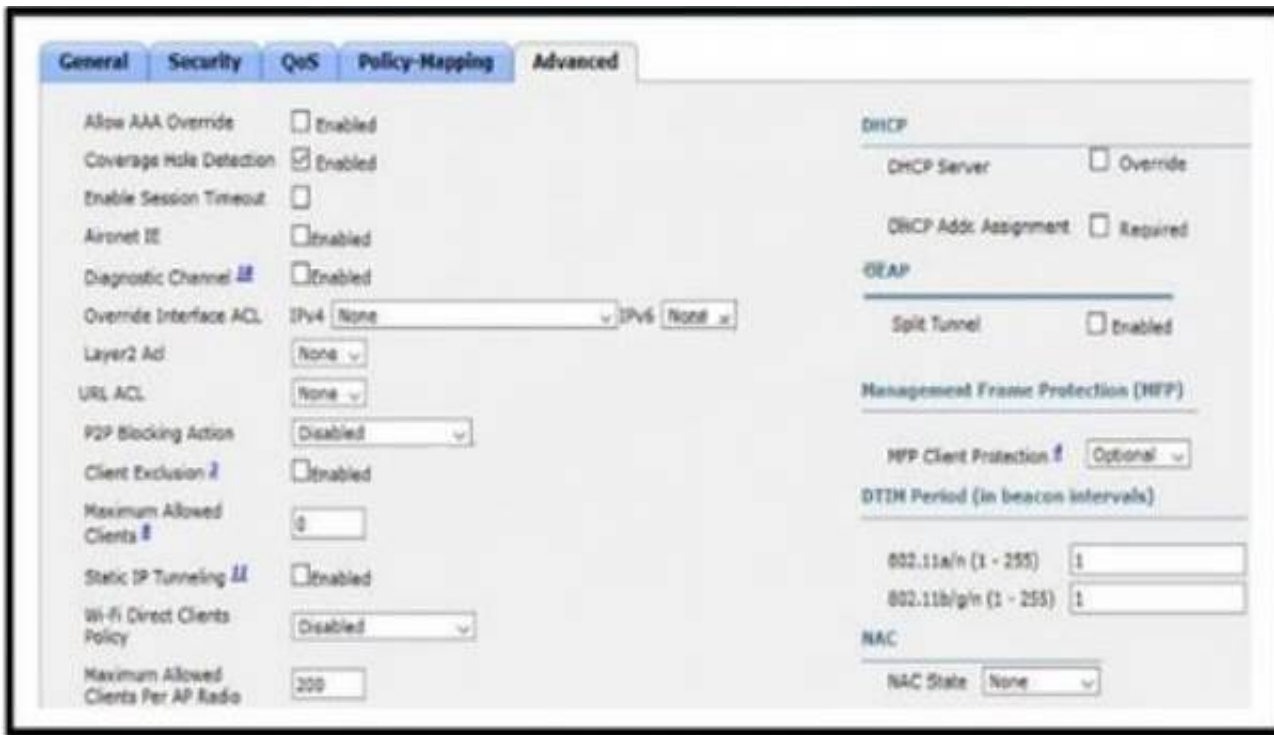 General Security QoS Policy-Mapping Advanced
Allow AAA Override Enabled
Coverage Hole Detection Enabled
Enable Session Timeout
Aironet IE Enabled
Diagnostic Channel 18 Enabled
Override Interface ACL IPv4 None IPv6 None
Layer2 Acl None
URL ACL None
P2P Blocking Action Disabled
Client Exclusion 3 Enabled
Maximum Allowed
Clients 8
0
Static IP Tunneling 11 Enabled
Wi-Fi Direct Clients
Policy
Disabled
Maximum Allowed
Clients Per AP Radio
200
DHCP
DHCP Server Override
DHCP Addr. Assignment Required
OEAP
Split Tunnel Enabled
Management Frame Protection (MFP)
MFP Client Protection 4 Optional
DTIM Period (in beacon intervals)
802.11a/n (1 - 255) 1
802.11b/g/n (1 - 255) 1
NAC
NAC State None